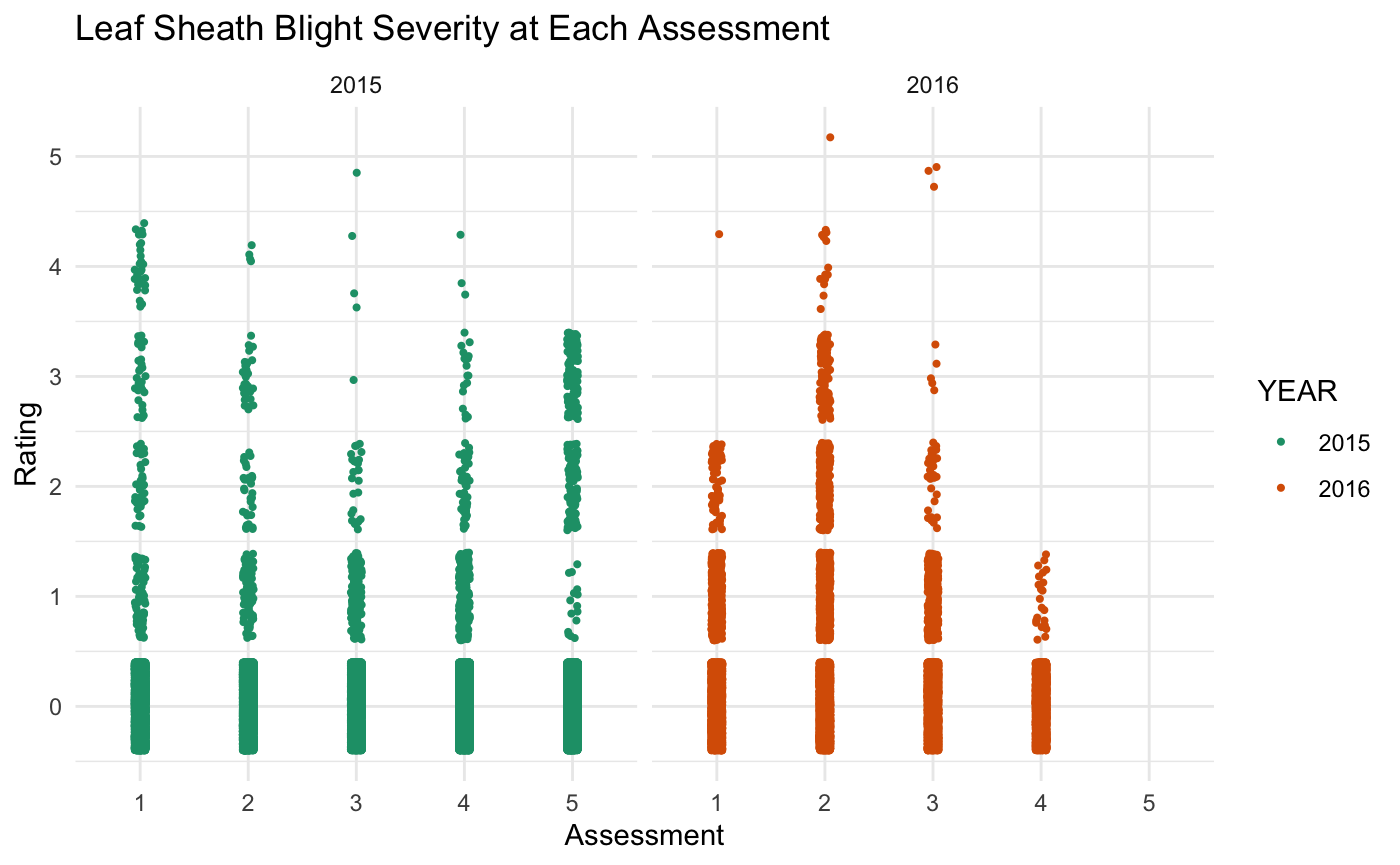 Leaf Sheath Blight Severity at Each Assessment
2015
2016
5
4
3
2
1
0
Rating
1 2 3 4 5
1 2 3 4 5
Assessment
YEAR
2015
2016